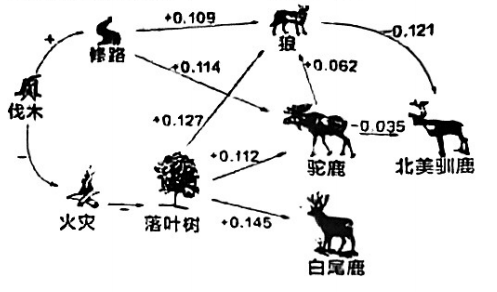 +0.109
狼
-0.121
+
修路
+0.114
+0.062
伐木
+0.127
驼鹿
-0.035
北美驯鹿
-
+0.112
火灾
-
落叶树
+0.145
白尾鹿